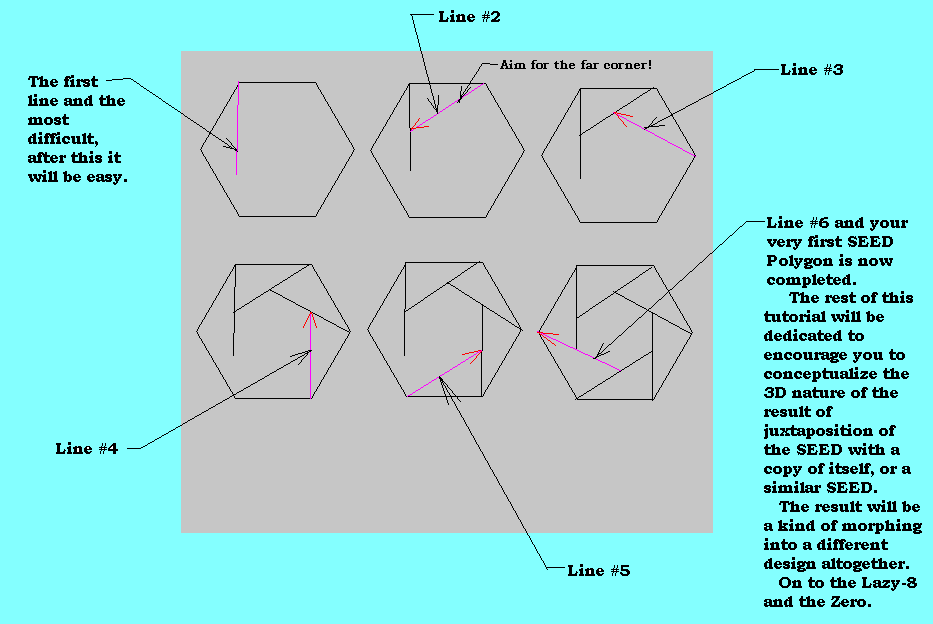 Line #2
Aim for the far corner!
Line #3
The first
line and the
most
difficult,
after this it
will be easy.
Line #6 and your
very first SEED
Polygon is now
completed.
The rest of this
tutorial will be
dedicated to
encourage you to
conceptualize the
3D nature of the
result of
juxtaposition of
the SEED with a
copy of itself, or a
similar SEED.
The result will be
a kind of morphing
into a different
design altogether.
On to the Lazy-8
and the Zero.
Line #4
Line #5